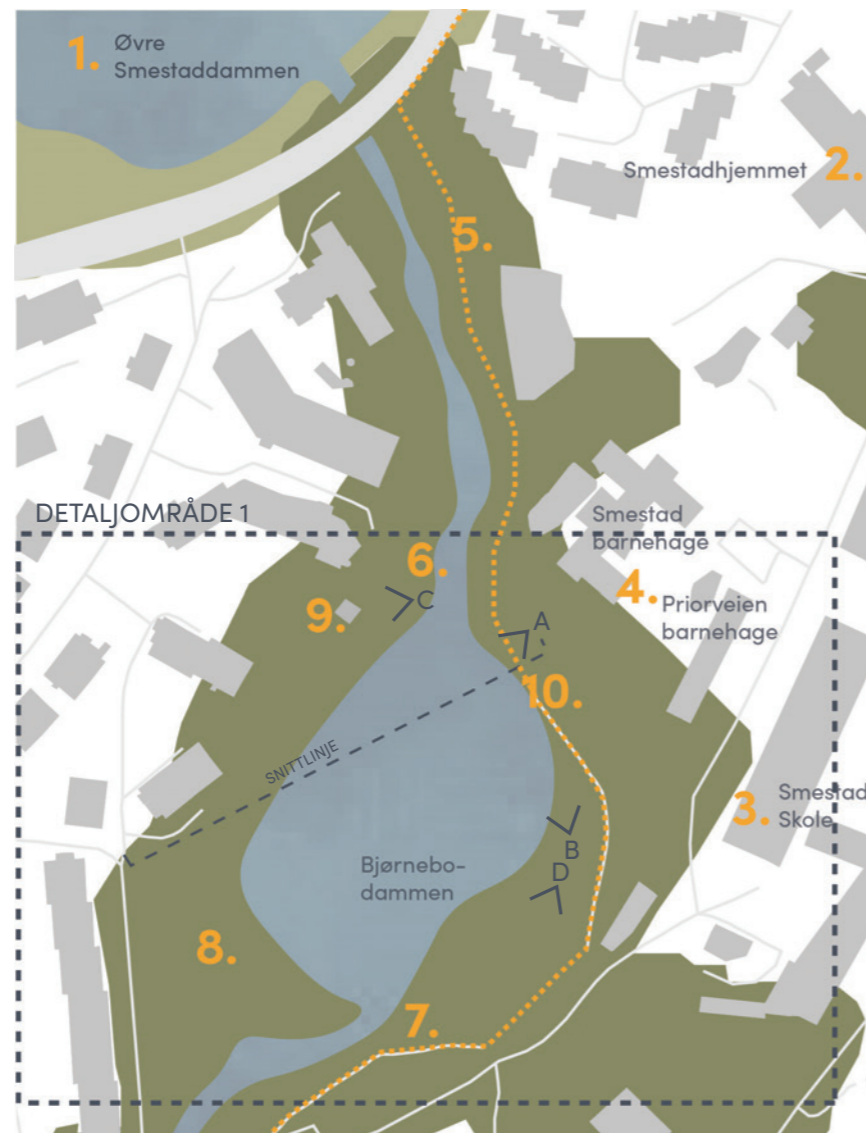 1. Øvre
Smestaddammen
Smestadhjemmet 2.
5.
DETALJOMRÅDE 1
Smestad
barnehage
6.
4. Priorveien
barnehage
C
9.
A
10.
SNITTLINJE
3. Smestad
Skole
B
Bjørnebo-
dammen
D
8.
7.